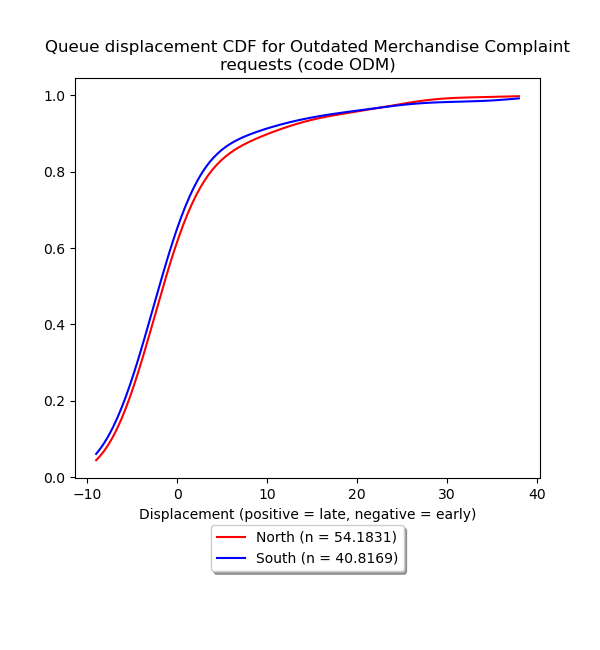 Queue displacement CDF for Outdated Merchandise Complaint
requests (code ODM)
1.0
0.8
0.6
0.4
0.2
0.0
−10 0 10 20 30 40
Displacement (positive = late, negative = early)
North (n = 54.1831)
South (n = 40.8169)